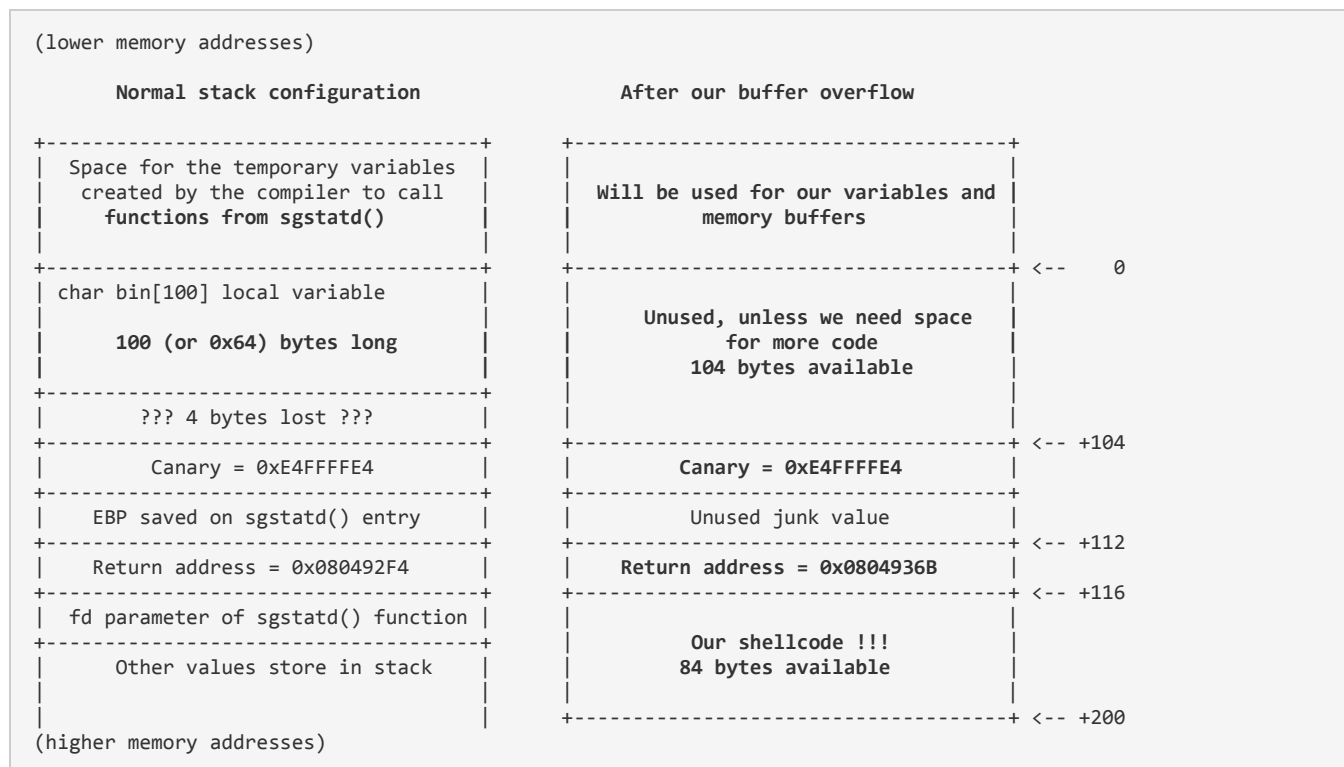 (lower memory addresses)
Normal stack configuration After our buffer overflow
+-------------------------------------+ +-------------------------------------+
| Space for the temporary variables | | |
| created by the compiler to call | | Will be used for our variables and |
| functions from sgstatd() | | memory buffers |
| | | |
+-------------------------------------+ +-------------------------------------+ <-- 0
| char bin[100] local variable | | |
| | | Unused, unless we need space |
| 100 (or 0x64) bytes long | | for more code |
| | | 104 bytes available |
+-------------------------------------+ | |
| ??? 4 bytes lost ??? | | |
+-------------------------------------+ +-------------------------------------+ <-- +104
| Canary = 0xE4FFFFE4 | | Canary = 0xE4FFFFE4 |
+-------------------------------------+ +-------------------------------------+
| EBP saved on sgstatd() entry | | Unused junk value |
+-------------------------------------+ +-------------------------------------+ <-- +112
| Return address = 0x080492F4 | | Return address = 0x0804936B |
+-------------------------------------+ +-------------------------------------+ <-- +116
| fd parameter of sgstatd() function | | |
+-------------------------------------+ | Our shellcode !!! |
| Other values store in stack | | 84 bytes available |
| | | |
| | +-------------------------------------+ <-- +200
(higher memory addresses)